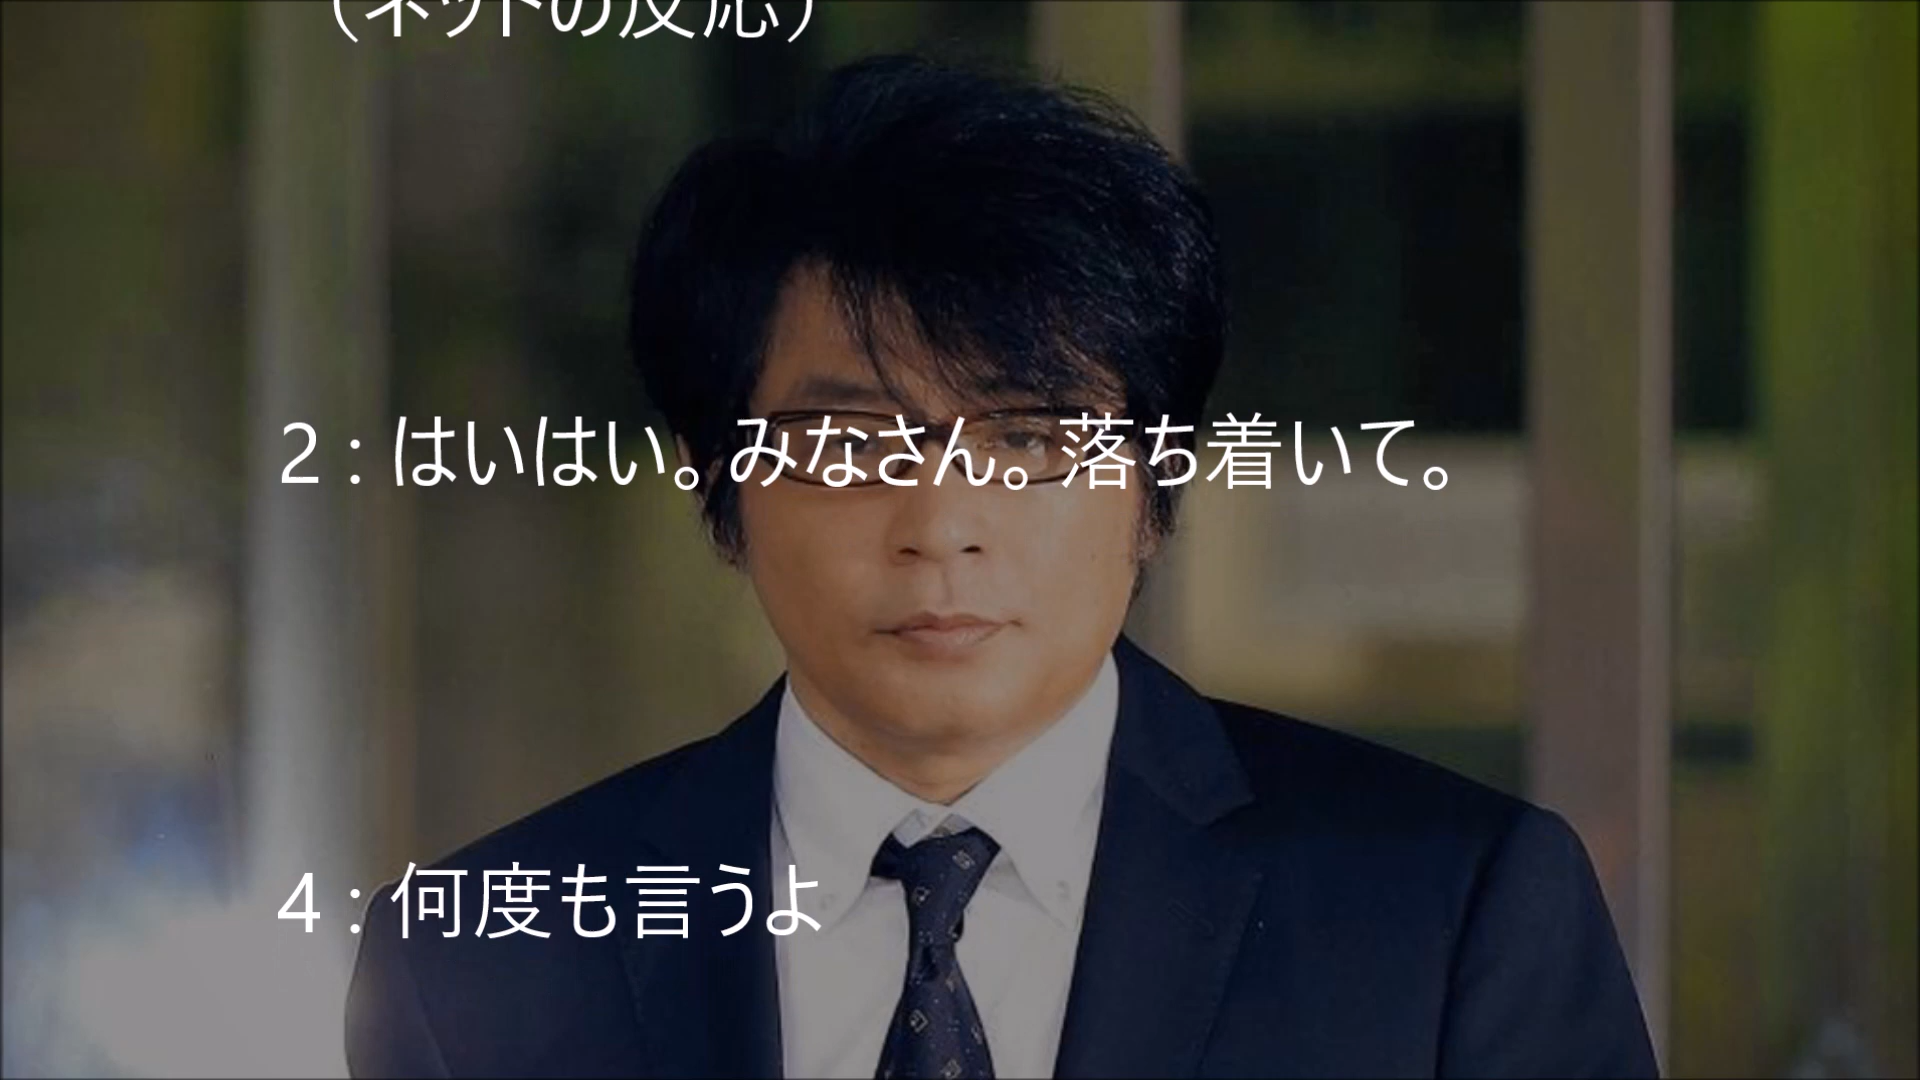 （ネットの反応）
2：はいはい。みなさん。落ち着いて。
4：何度も言うよ